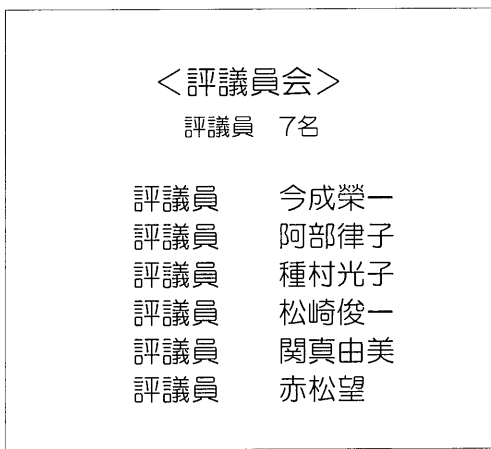 ＜評議員会＞
評議員　7名
評議員　今成榮一
評議員　阿部律子
評議員　種村光子
評議員　松崎俊一
評議員　関真由美
評議員　赤松望